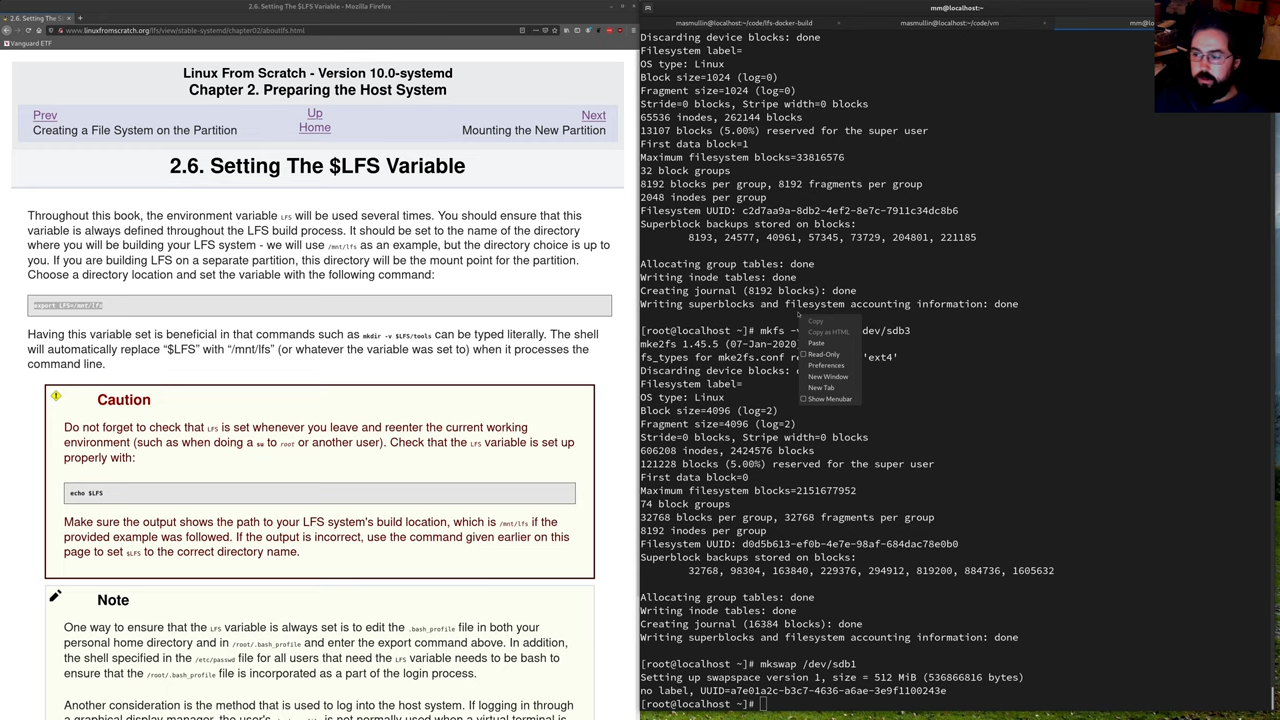 2.6. Setting The $LFS Variable - Mozilla Firefox
2.6. Setting The $LFS
www.linuxfromscratch.org/lfs/view/stable-systemd/chapter02/aboutlfs.html
Vanguard ETF
Linux From Scratch - Version 10.0-systemd
Chapter 2. Preparing the Host System
Prev
Creating a File System on the Partition
Up
Home
Next
Mounting the New Partition
2.6. Setting The $LFS Variable
Throughout this book, the environment variable LFS will be used several times. You should ensure that this
variable is always defined throughout the LFS build process. It should be set to the name of the directory
where you will be building your LFS system - we will use /mnt/lfs as an example, but the directory choice is up to
you. If you are building LFS on a separate partition, this directory will be the mount point for the partition.
Choose a directory location and set the variable with the following command:
export LFS=/mnt/lfs
Having this variable set is beneficial in that commands such as mkdir -v $LFS/tools can be typed literally. The shell
will automatically replace “$LFS” with “/mnt/lfs” (or whatever the variable was set to) when it processes the
command line.
Caution
Do not forget to check that LFS is set whenever you leave and reenter the current working
environment (such as when doing a su to root or another user). Check that the LFS variable is set up
properly with:
echo $LFS
Make sure the output shows the path to your LFS system's build location, which is /mnt/lfs if the
provided example was followed. If the output is incorrect, use the command given earlier on this
page to set $LFS to the correct directory name.
Note
One way to ensure that the LFS variable is always set is to edit the .bash_profile file in both your
personal home directory and in /root/.bash_profile and enter the export command above. In addition,
the shell specified in the /etc/passwd file for all users that need the LFS variable needs to be bash to
ensure that the /root/.bash_profile file is incorporated as a part of the login process.
Another consideration is the method that is used to log into the host system. If logging in through
mm@localhost:~
masmullin@localhost:~/code/lfs-docker-build
masmullin@localhost:~/code/vm
mm@localhost:~
Discarding device blocks: done
Filesystem label=
OS type: Linux
Block size=1024 (log=0)
Fragment size=1024 (log=0)
Stride=0 blocks, Stripe width=0 blocks
65536 inodes, 262144 blocks
13107 blocks (5.00%) reserved for the super user
First data block=1
Maximum filesystem blocks=33816576
32 block groups
8192 blocks per group, 8192 fragments per group
2048 inodes per group
Filesystem UUID: c2d7aa9a-8db2-4ef2-8e7c-7911c34dc8b6
Superblock backups stored on blocks:
8193, 24577, 40961, 57345, 73729, 204801, 221185
Allocating group tables: done
Writing inode tables: done
Creating journal (8192 blocks): done
Writing superblocks and filesystem accounting information: done
[root@localhost ~]# mkfs -v dev/sdb3
mke2fs 1.45.5 (07-Jan-2020)
fs_types for mke2fs.conf re 'ext4'
Discarding device blocks:
Filesystem label=
OS type: Linux
Block size=4096 (log=2)
Fragment size=4096 (log=2)
Stride=0 blocks, Stripe width=0 blocks
606208 inodes, 2424576 blocks
121228 blocks (5.00%) reserved for the super user
First data block=0
Maximum filesystem blocks=2151677952
74 block groups
32768 blocks per group, 32768 fragments per group
8192 inodes per group
Filesystem UUID: d0d5b613-ef0b-4e7e-98af-684dac78e0b0
Superblock backups stored on blocks:
32768, 98304, 163840, 229376, 294912, 819200, 884736, 1605632
Allocating group tables: done
Writing inode tables: done
Creating journal (16384 blocks): done
Writing superblocks and filesystem accounting information: done
[root@localhost ~]# mkswap /dev/sdb1
Setting up swapspace version 1, size = 512 MiB (536866816 bytes)
no label, UUID=a7e01a2c-b3c7-4636-a6ae-3e9f1100243e
[root@localhost ~]#
Copy
Copy as HTML
Paste
Read-Only
Preferences
New Window
New Tab
Show Menubar